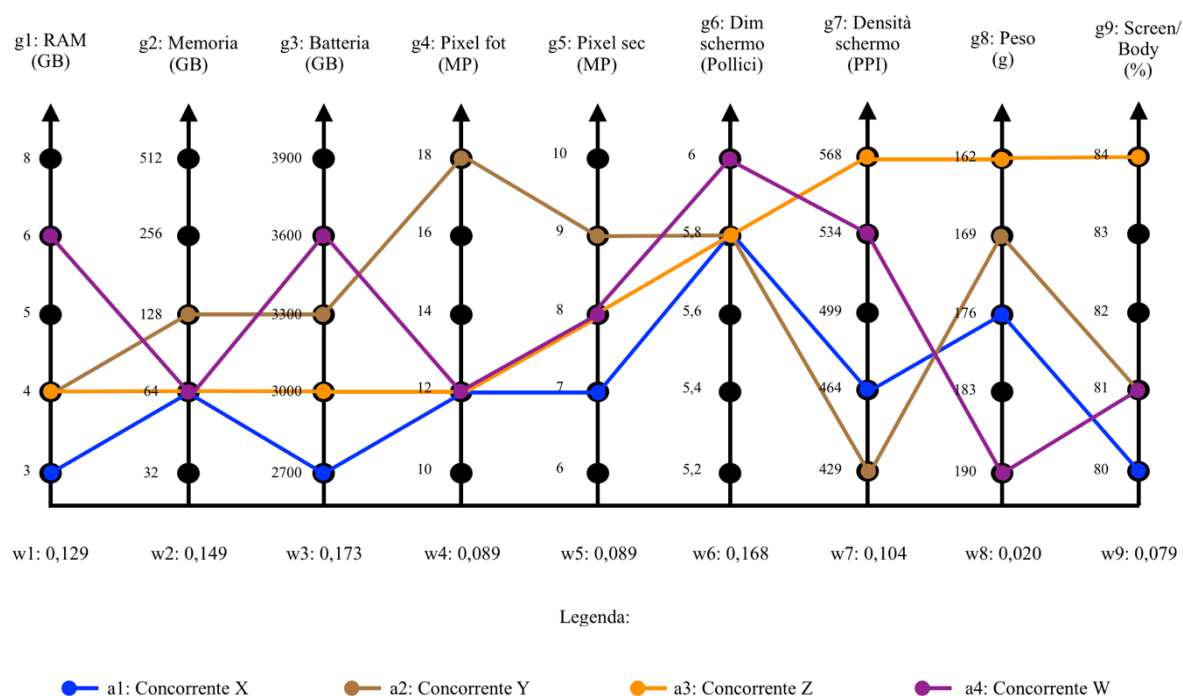 g1: RAM
(GB)
g2: Memoria
(GB)
g3: Batteria
(GB)
g4: Pixel fot
(MP)
g5: Pixel sec
(MP)
g6: Dim
schermo
(Pollici)
g7: Densità
schermo
(PPI)
g8: Peso
(g)
g9: Screen/
Body
(%)
8 512 3900 18 10 6 568 162 84
6 256 3600 16 9 5,8 534 169 83
5 128 3300 14 8 5,6 499 176 82
4 64 3000 12 7 5,4 464 183 81
3 32 2700 10 6 5,2 429 190 80
w1: 0,129 w2: 0,149 w3: 0,173 w4: 0,089 w5: 0,089 w6: 0,168 w7: 0,104 w8: 0,020 w9: 0,079
Legenda:
a1: Concorrente X a2: Concorrente Y a3: Concorrente Z a4: Concorrente W